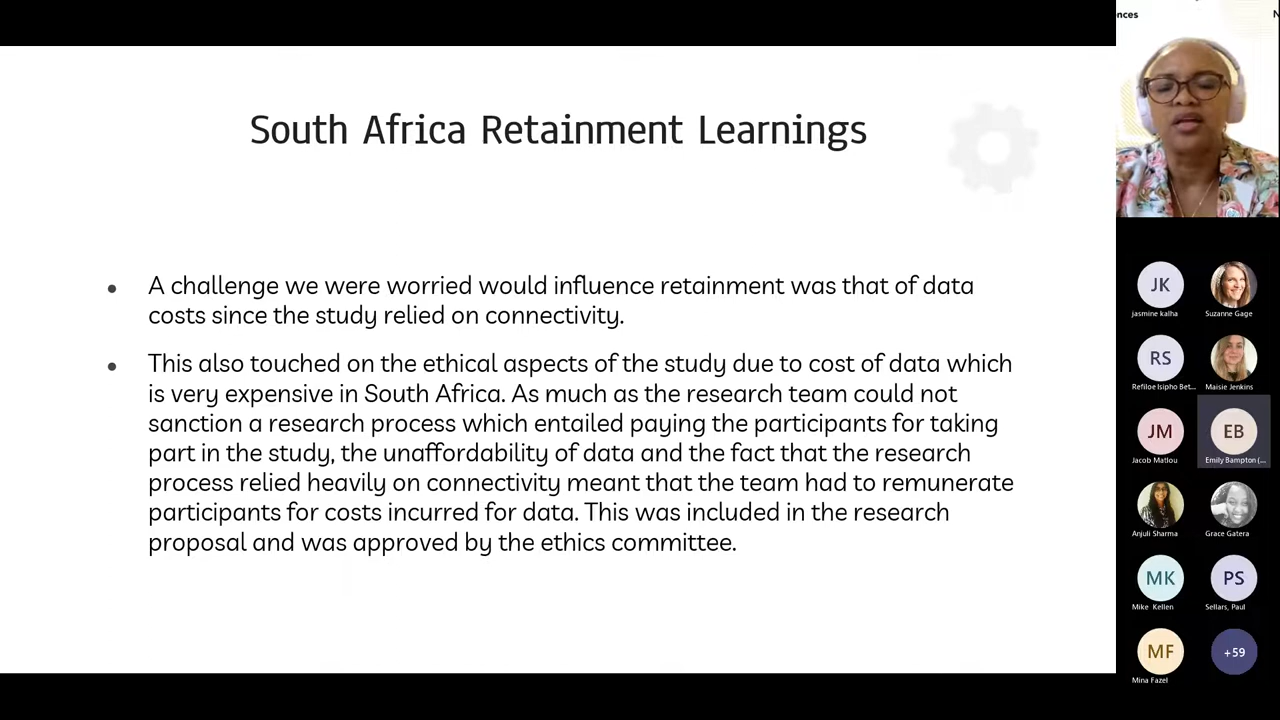 South Africa Retainment Learnings
A challenge we were worried would influence retainment was that of data
costs since the study relied on connectivity.
This also touched on the ethical aspects of the study due to cost of data which
is very expensive in South Africa. As much as the research team could not
sanction a research process which entailed paying the participants for taking
part in the study, the unaffordability of data and the fact that the research
process relied heavily on connectivity meant that the team had to remunerate
participants for costs incurred for data. This was included in the research
proposal and was approved by the ethics committee.
nces
N
JK
jasmine kalha
Suzanne Gage
RS
Refiloe Isipho Bet...
Maisie Jenkins
JM
Jacob Matlou
EB
Emily Bampton (...
Anjuli Sharma
Grace Gatera
MK
Mike Kellen
PS
Sellars, Paul
MF
Mina Fazel
+59